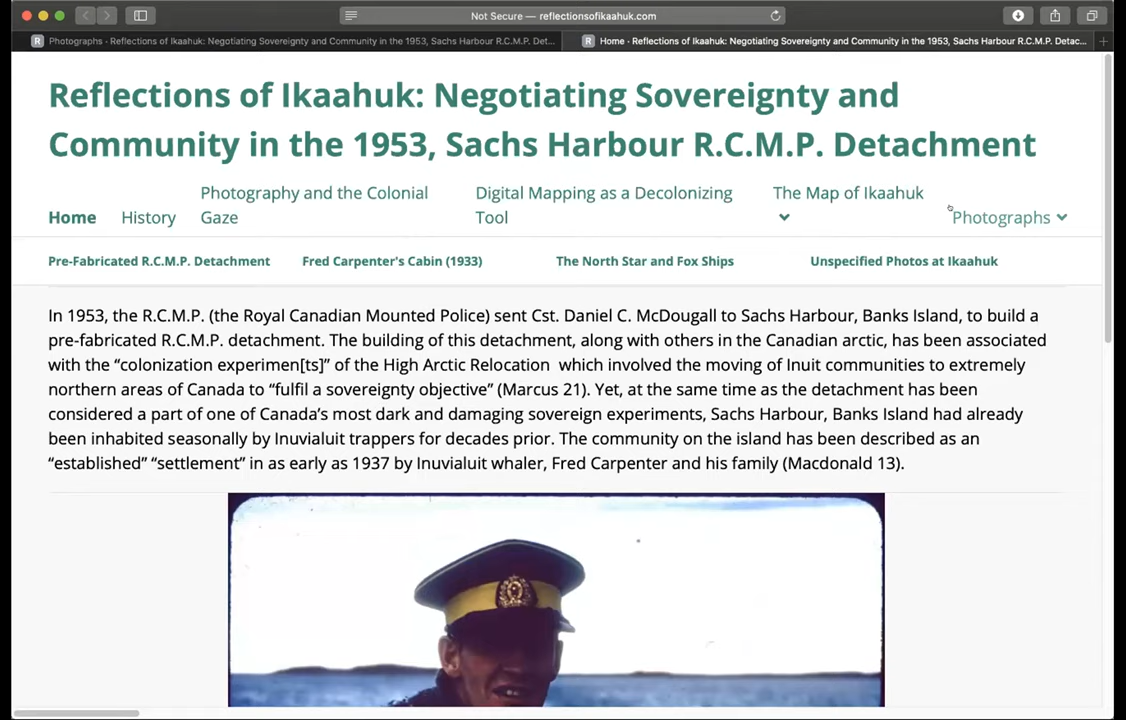 Not Secure — reflectionsofikaahuk.com
R Photographs - Reflections of Ikaahuk: Negotiating Sovereignty and Community in the 1953, Sachs Harbour R.C.M.P. Det...
R Home - Reflections of Ikaahuk: Negotiating Sovereignty and Community in the 1953, Sachs Harbour R.C.M.P. Detac...
Reflections of Ikaahuk: Negotiating Sovereignty and
Community in the 1953, Sachs Harbour R.C.M.P. Detachment
Home
History
Photography and the Colonial
Gaze
Digital Mapping as a Decolonizing
Tool
The Map of Ikaahuk
Photographs
Pre-Fabricated R.C.M.P. Detachment
Fred Carpenter's Cabin (1933)
The North Star and Fox Ships
Unspecified Photos at Ikaahuk
In 1953, the R.C.M.P. (the Royal Canadian Mounted Police) sent Cst. Daniel C. McDougall to Sachs Harbour, Banks Island, to build a
pre-fabricated R.C.M.P. detachment. The building of this detachment, along with others in the Canadian arctic, has been associated
with the “colonization experimen[ts]” of the High Arctic Relocation which involved the moving of Inuit communities to extremely
northern areas of Canada to “fulfil a sovereignty objective” (Marcus 21). Yet, at the same time as the detachment has been
considered a part of one of Canada’s most dark and damaging sovereign experiments, Sachs Harbour, Banks Island had already
been inhabited seasonally by Inuvialuit trappers for decades prior. The community on the island has been described as an
“established” “settlement” in as early as 1937 by Inuvialuit whaler, Fred Carpenter and his family (Macdonald 13).